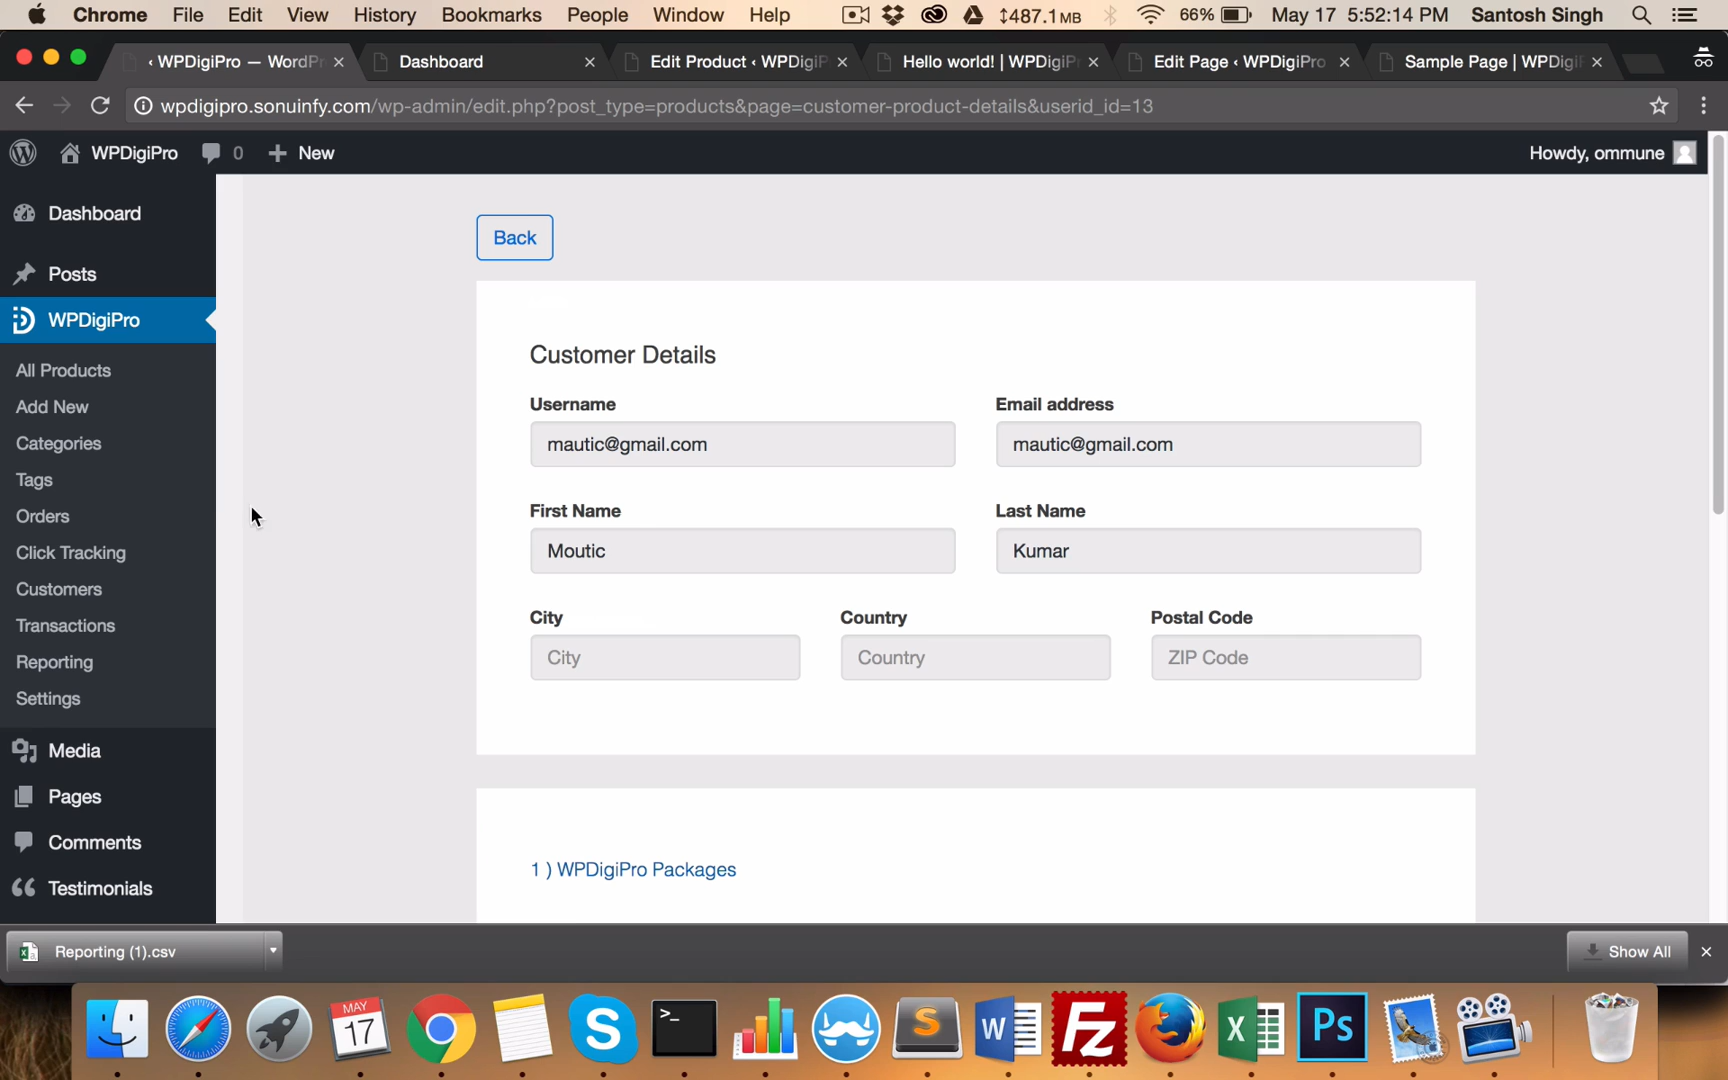 Chrome File Edit View History Bookmarks People Window Help 487.1MB 66% May 17 5:52:14 PM Santosh Singh
‹ WPDigiPro — WordPr Dashboard Edit Product ‹ WPDigiP Hello world! | WPDigiP Edit Page ‹ WPDigiPro Sample Page | WPDigi
wpdigipro.sonuinfy.com/wp-admin/edit.php?post_type=products&page=customer-product-details&userid_id=13
WPDigiPro 0 + New Howdy, ommune
Dashboard
Posts
WPDigiPro
All Products
Add New
Categories
Tags
Orders
Click Tracking
Customers
Transactions
Reporting
Settings
Media
Pages
Comments
Testimonials
Back
Customer Details
Username Email address
mautic@gmail.com mautic@gmail.com
First Name Last Name
Moutic Kumar
City Country Postal Code
City Country ZIP Code
1 ) WPDigiPro Packages
Reporting (1).csv Show All
MAY
17
S
>_
S
W
Fz
X
Ps